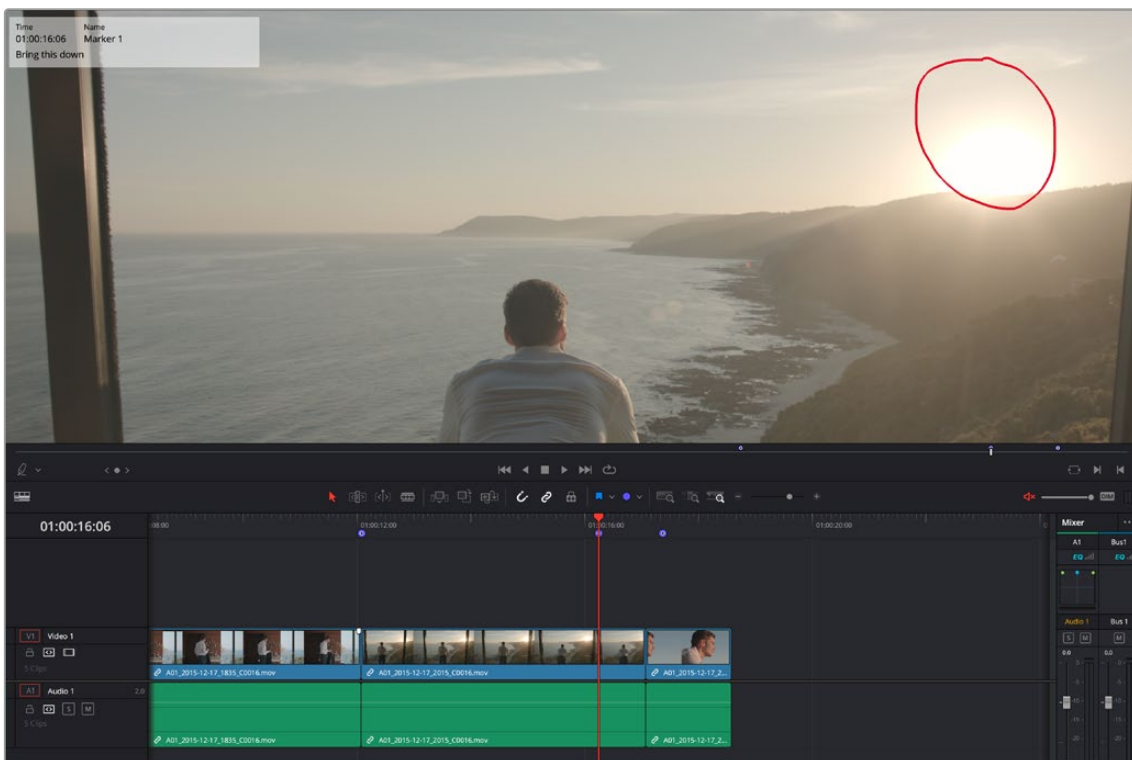 Time Name
01:00:16:06 Marker 1
Bring this down
DIM
01:00:16:06
:08:00 01:00:12:00 01:00:16:00 01:00:20:00
Mixer
A1 Bus1
EQ EQ
V1 Video 1
5 Clips
Audio 1 Bus 1
S M M
0.0 0.0
A01_2015-12-17_1835_C0016.mov A01_2015-12-17_2015_C0016.mov A01_2015-12-17_2...
A1 Audio 1 2.0
S M
5 Clips
A01_2015-12-17_1835_C0016.mov A01_2015-12-17_2015_C0016.mov A01_2015-12-17_2...